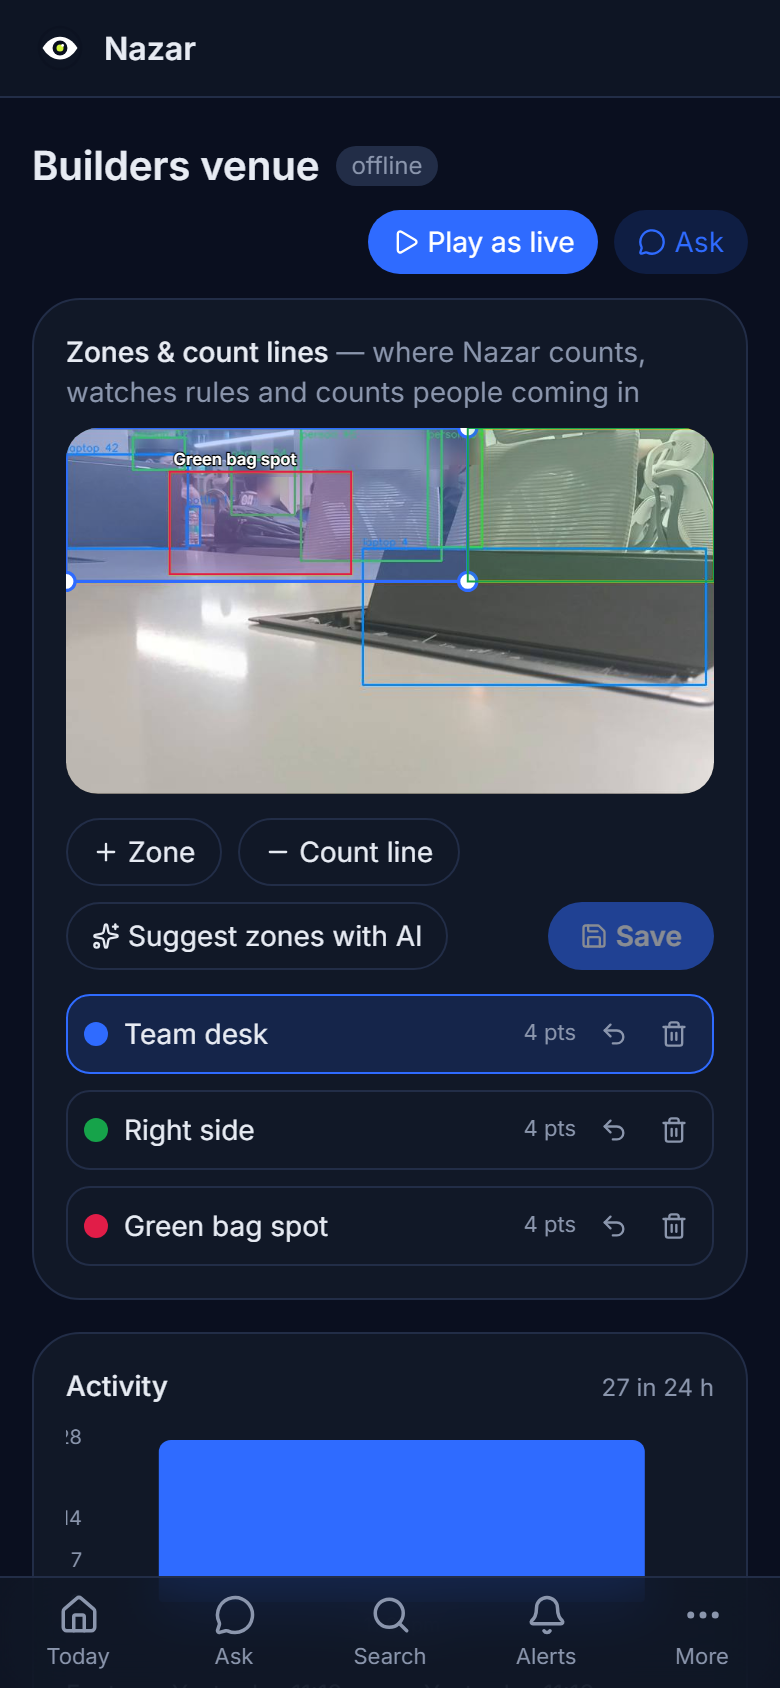 Nazar
Builders venue offline
Play as live Ask
Zones & count lines — where Nazar counts,
watches rules and counts people coming in
Green bag spot
+ Zone
− Count line
Suggest zones with AI
Save
Team desk 4 pts
Right side 4 pts
Green bag spot 4 pts
Activity 27 in 24 h
7
Today Ask Search Alerts More